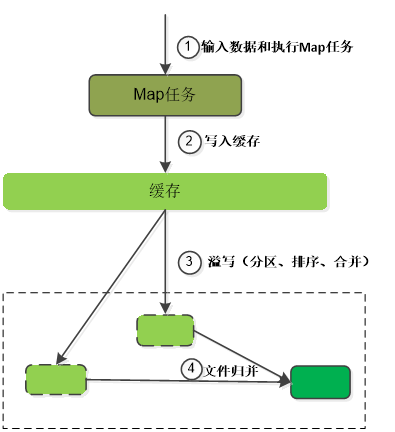 ① 输入数据和执行Map任务
Map任务
② 写入缓存
缓存
③ 溢写（分区、排序、合并）
④ 文件归并